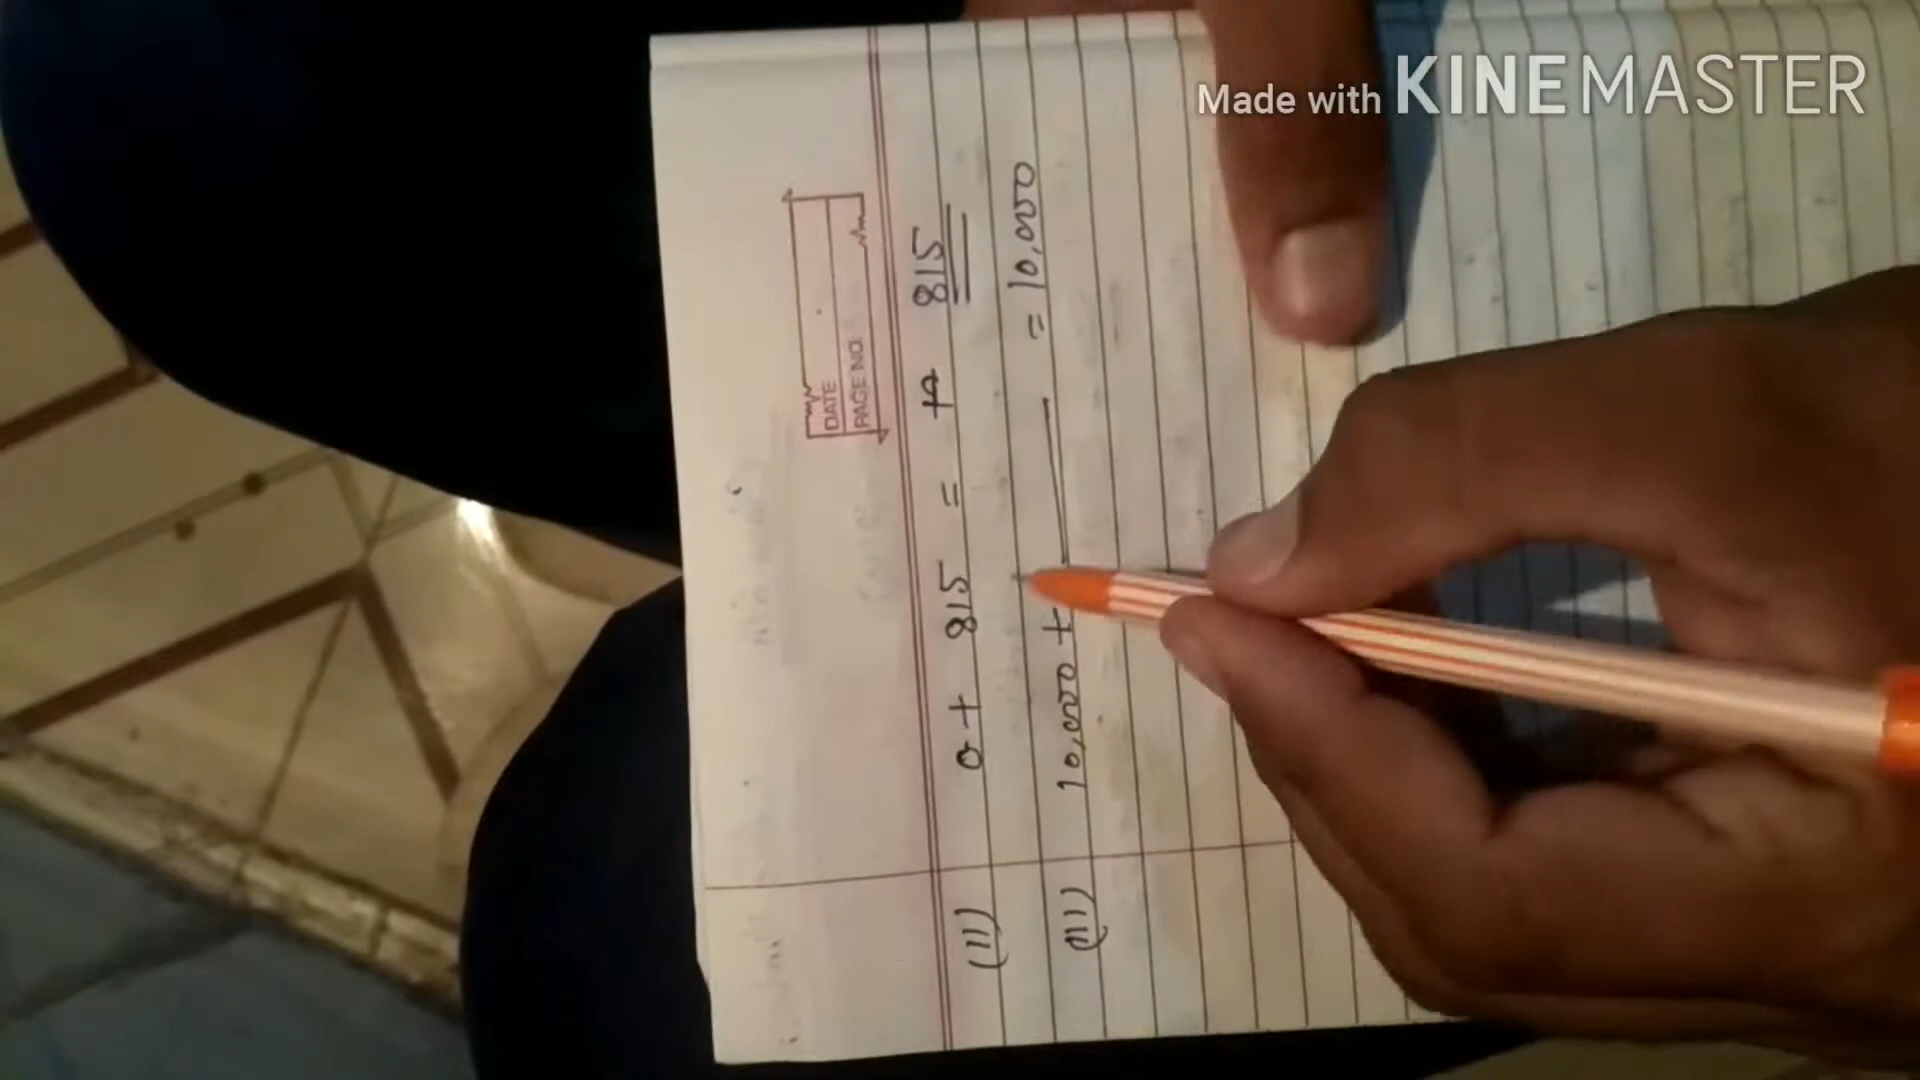 Made with KINEMASTER
DATE
PAGE NO.
(II) 0 + 815 = + 815
(III) 10,000 + — = 10,000